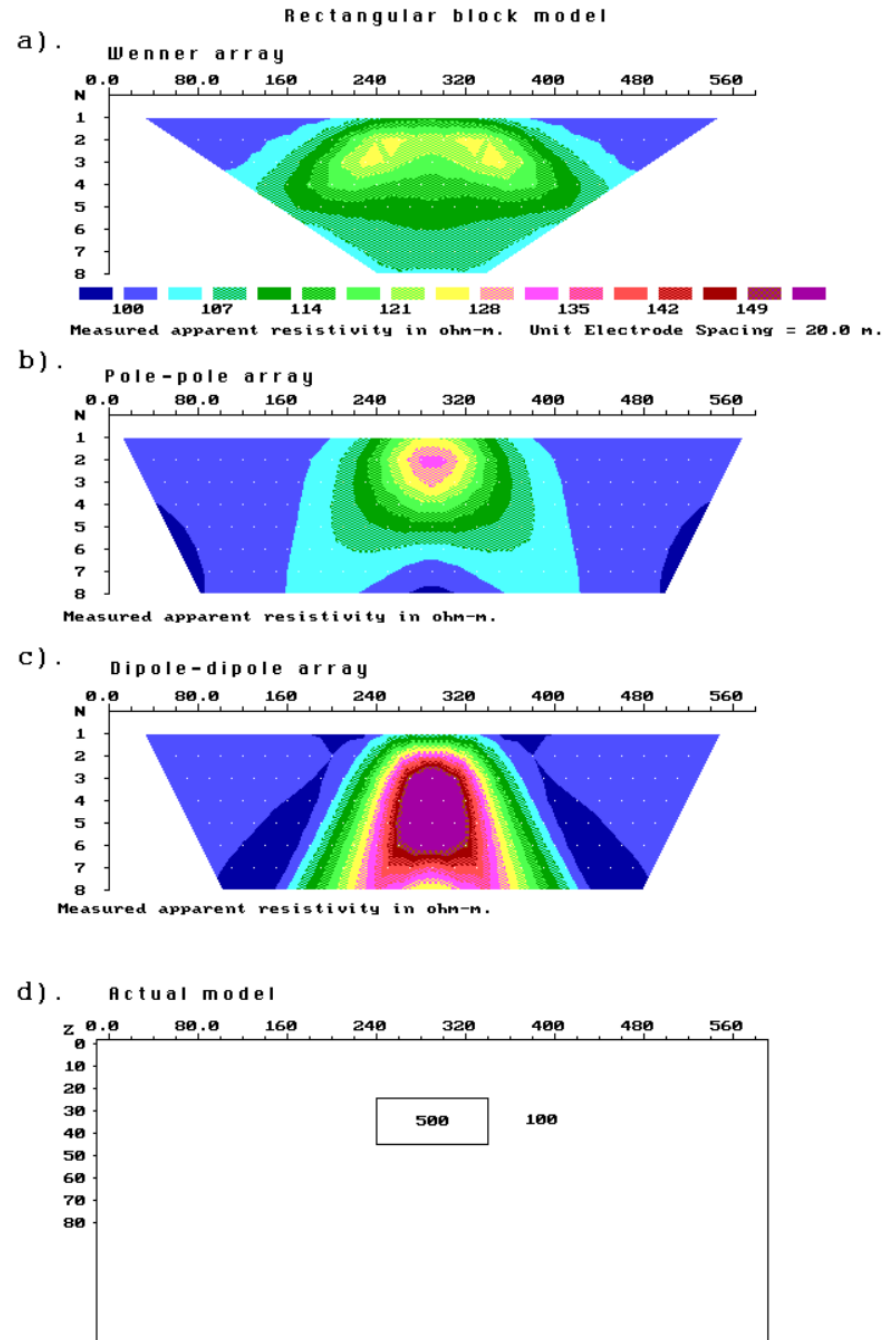 Rectangular block model
a).
Wenner array
0.0 80.0 160 240 320 400 480 560
N
1
2
3
4
5
6
7
8
100 107 114 121 128 135 142 149
Measured apparent resistivity in ohm-m. Unit Electrode Spacing = 20.0 m.
b).
Pole-pole array
0.0 80.0 160 240 320 400 480 560
N
1
2
3
4
5
6
7
8
Measured apparent resistivity in ohm-m.
c).
Dipole-dipole array
0.0 80.0 160 240 320 400 480 560
N
1
2
3
4
5
6
7
8
Measured apparent resistivity in ohm-m.
d).
Actual model
Z 0.0 80.0 160 240 320 400 480 560
0
10
20
30
500 100
40
50
60
70
80